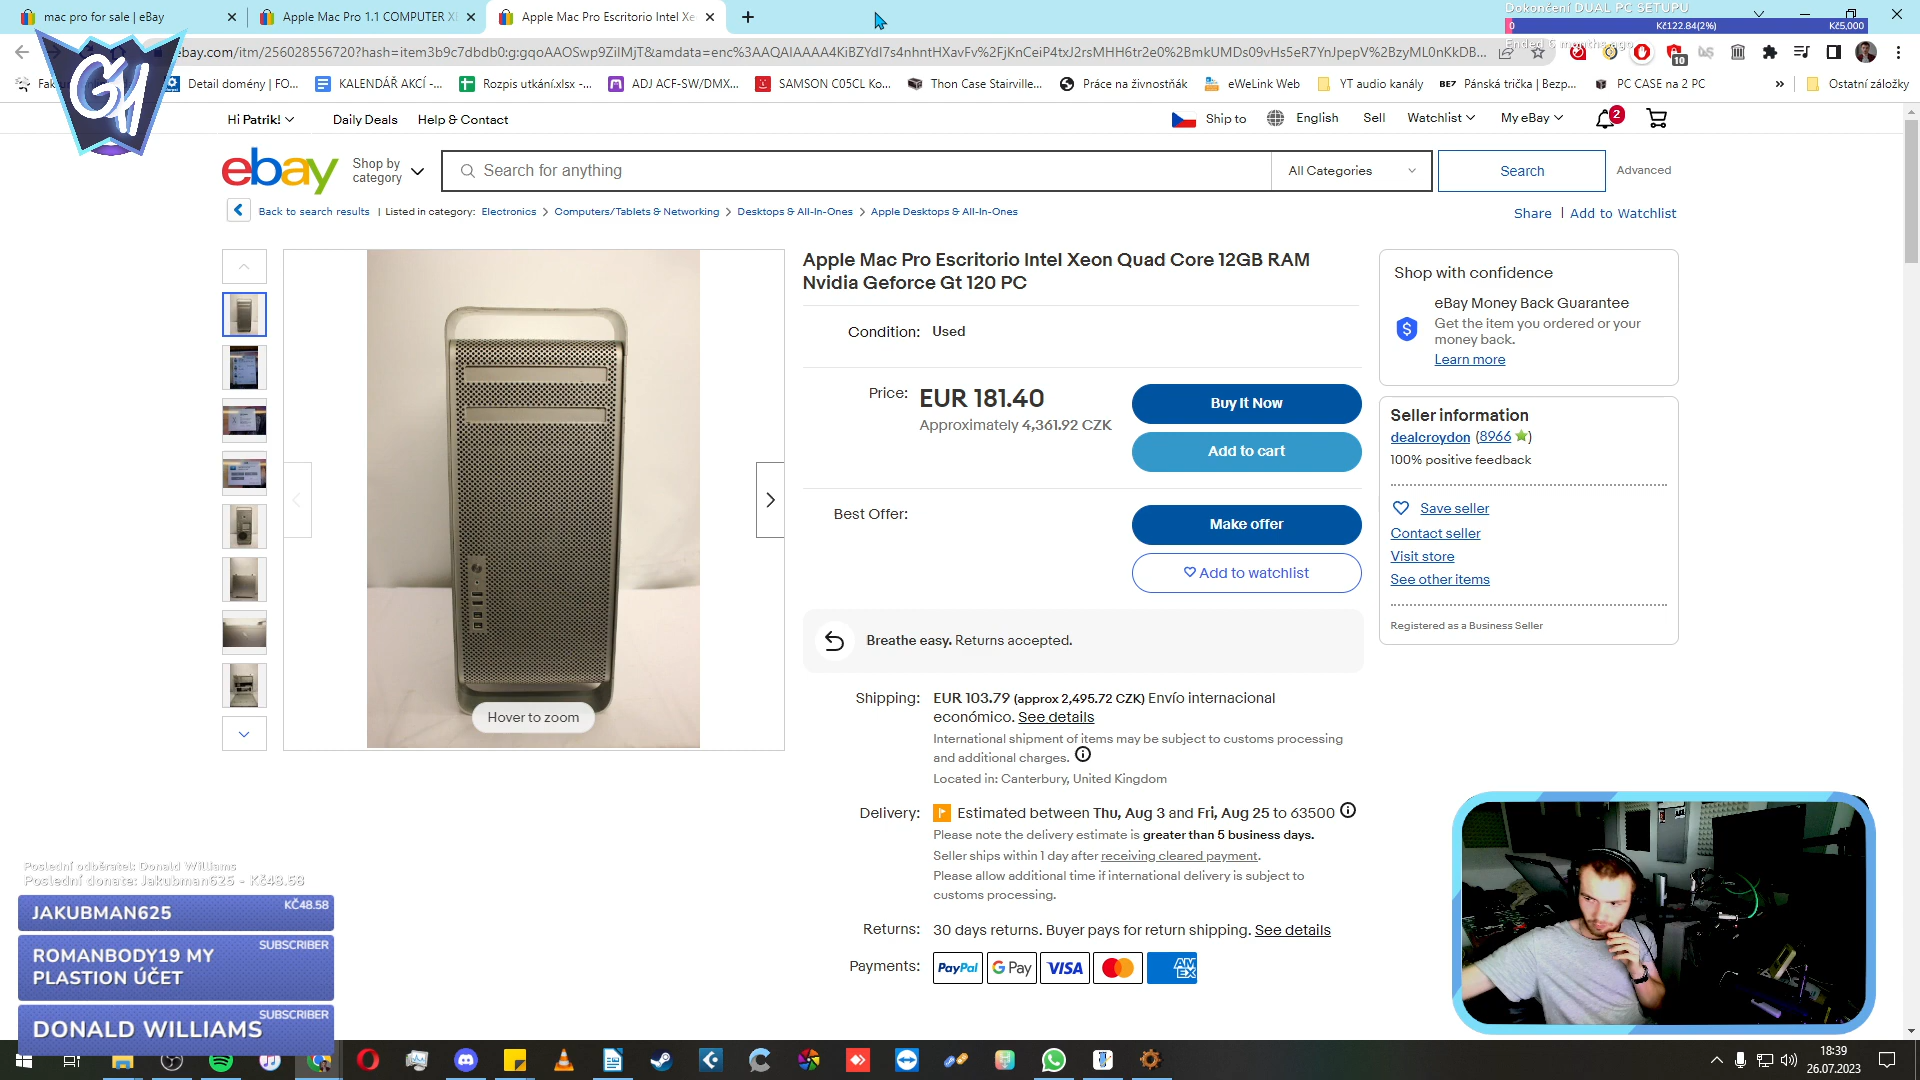 mac pro for sale | eBay
Apple Mac Pro 1.1 COMPUTER X
Apple Mac Pro Escritorio Intel Xe
Dokončení DUAL PC SETUPU
0
Kč122.84(2%)
Kč5,000
Ended 6 months ago
ebay.com/itm/256028556720?hash=item3b9c7dbdb0:g:gqoAAOSwp9ZiIMjT&amdata=enc%3AAQAIAAAA4KiBZYdI7s4nhntHXavFv%2FjKnCeiP4txJ2rsMHH6tr2e0%2BmkUMDs09vHs5eR7YnJpepV%2BzyML0nKkDB...
10
Detail domény | FO...
KALENDÁŘ AKCÍ -...
Rozpis utkání.xlsx -...
ADJ ACF-SW/DMX...
SAMSON C05CL Ko...
Thon Case Stairville...
Práce na živnostňák
eWeLink Web
YT audio kanály
BE7 Pánská trička | Bezp...
PC CASE na 2 PC
»
Ostatní záložky
GH
Hi Patrik!
Daily Deals
Help & Contact
Ship to
English
Sell
Watchlist
My eBay
2
ebay
Shop by category
Search for anything
All Categories
Search
Advanced
Back to search results | Listed in category: Electronics > Computers/Tablets & Networking > Desktops & All-In-Ones > Apple Desktops & All-In-Ones
Share | Add to Watchlist
Apple Mac Pro Escritorio Intel Xeon Quad Core 12GB RAM
Nvidia Geforce Gt 120 PC
Condition: Used
Price: EUR 181.40
Approximately 4,361.92 CZK
Buy It Now
Add to cart
Best Offer:
Make offer
Add to watchlist
Hover to zoom
Breathe easy. Returns accepted.
Shipping: EUR 103.79 (approx 2,495.72 CZK) Envío internacional
económico. See details
International shipment of items may be subject to customs processing
and additional charges.
Located in: Canterbury, United Kingdom
Delivery: Estimated between Thu, Aug 3 and Fri, Aug 25 to 63500
Please note the delivery estimate is greater than 5 business days.
Seller ships within 1 day after receiving cleared payment.
Please allow additional time if international delivery is subject to
customs processing.
Returns: 30 days returns. Buyer pays for return shipping. See details
Payments: PayPal G Pay VISA AM EX
Shop with confidence
eBay Money Back Guarantee
Get the item you ordered or your
money back.
Learn more
Seller information
dealcroydon (8966)
100% positive feedback
Save seller
Contact seller
Visit store
See other items
Registered as a Business Seller
Poslední odběratel: Donald Williams
Poslední donate: Jakubman625 - Kč48.58
JAKUBMAN625
KČ48.58
ROMANBODY19 MY
PLASTION ÚČET
SUBSCRIBER
DONALD WILLIAMS
SUBSCRIBER
18:39
26.07.2023